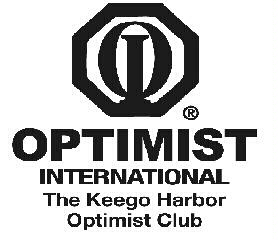 ®
OPTIMIST
INTERNATIONAL
The Keego Harbor
Optimist Club